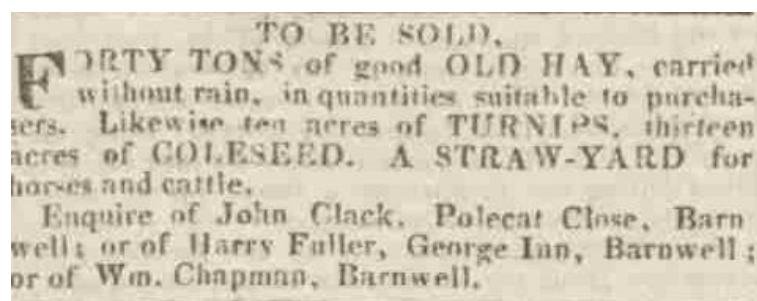 TO BE SOLD,
FORTY TONS of good OLD HAY, carried
without rain, in quantities suitable to purcha-
sers. Likewise ten acres of TURNIPS, thirteen
acres of COLESEED. A STRAW-YARD for
horses and cattle.
Enquire of John Clack, Polecat Close, Barn
well; or of Harry Fuller, George Inn, Barnwell;
or of Wm. Chapman, Barnwell.